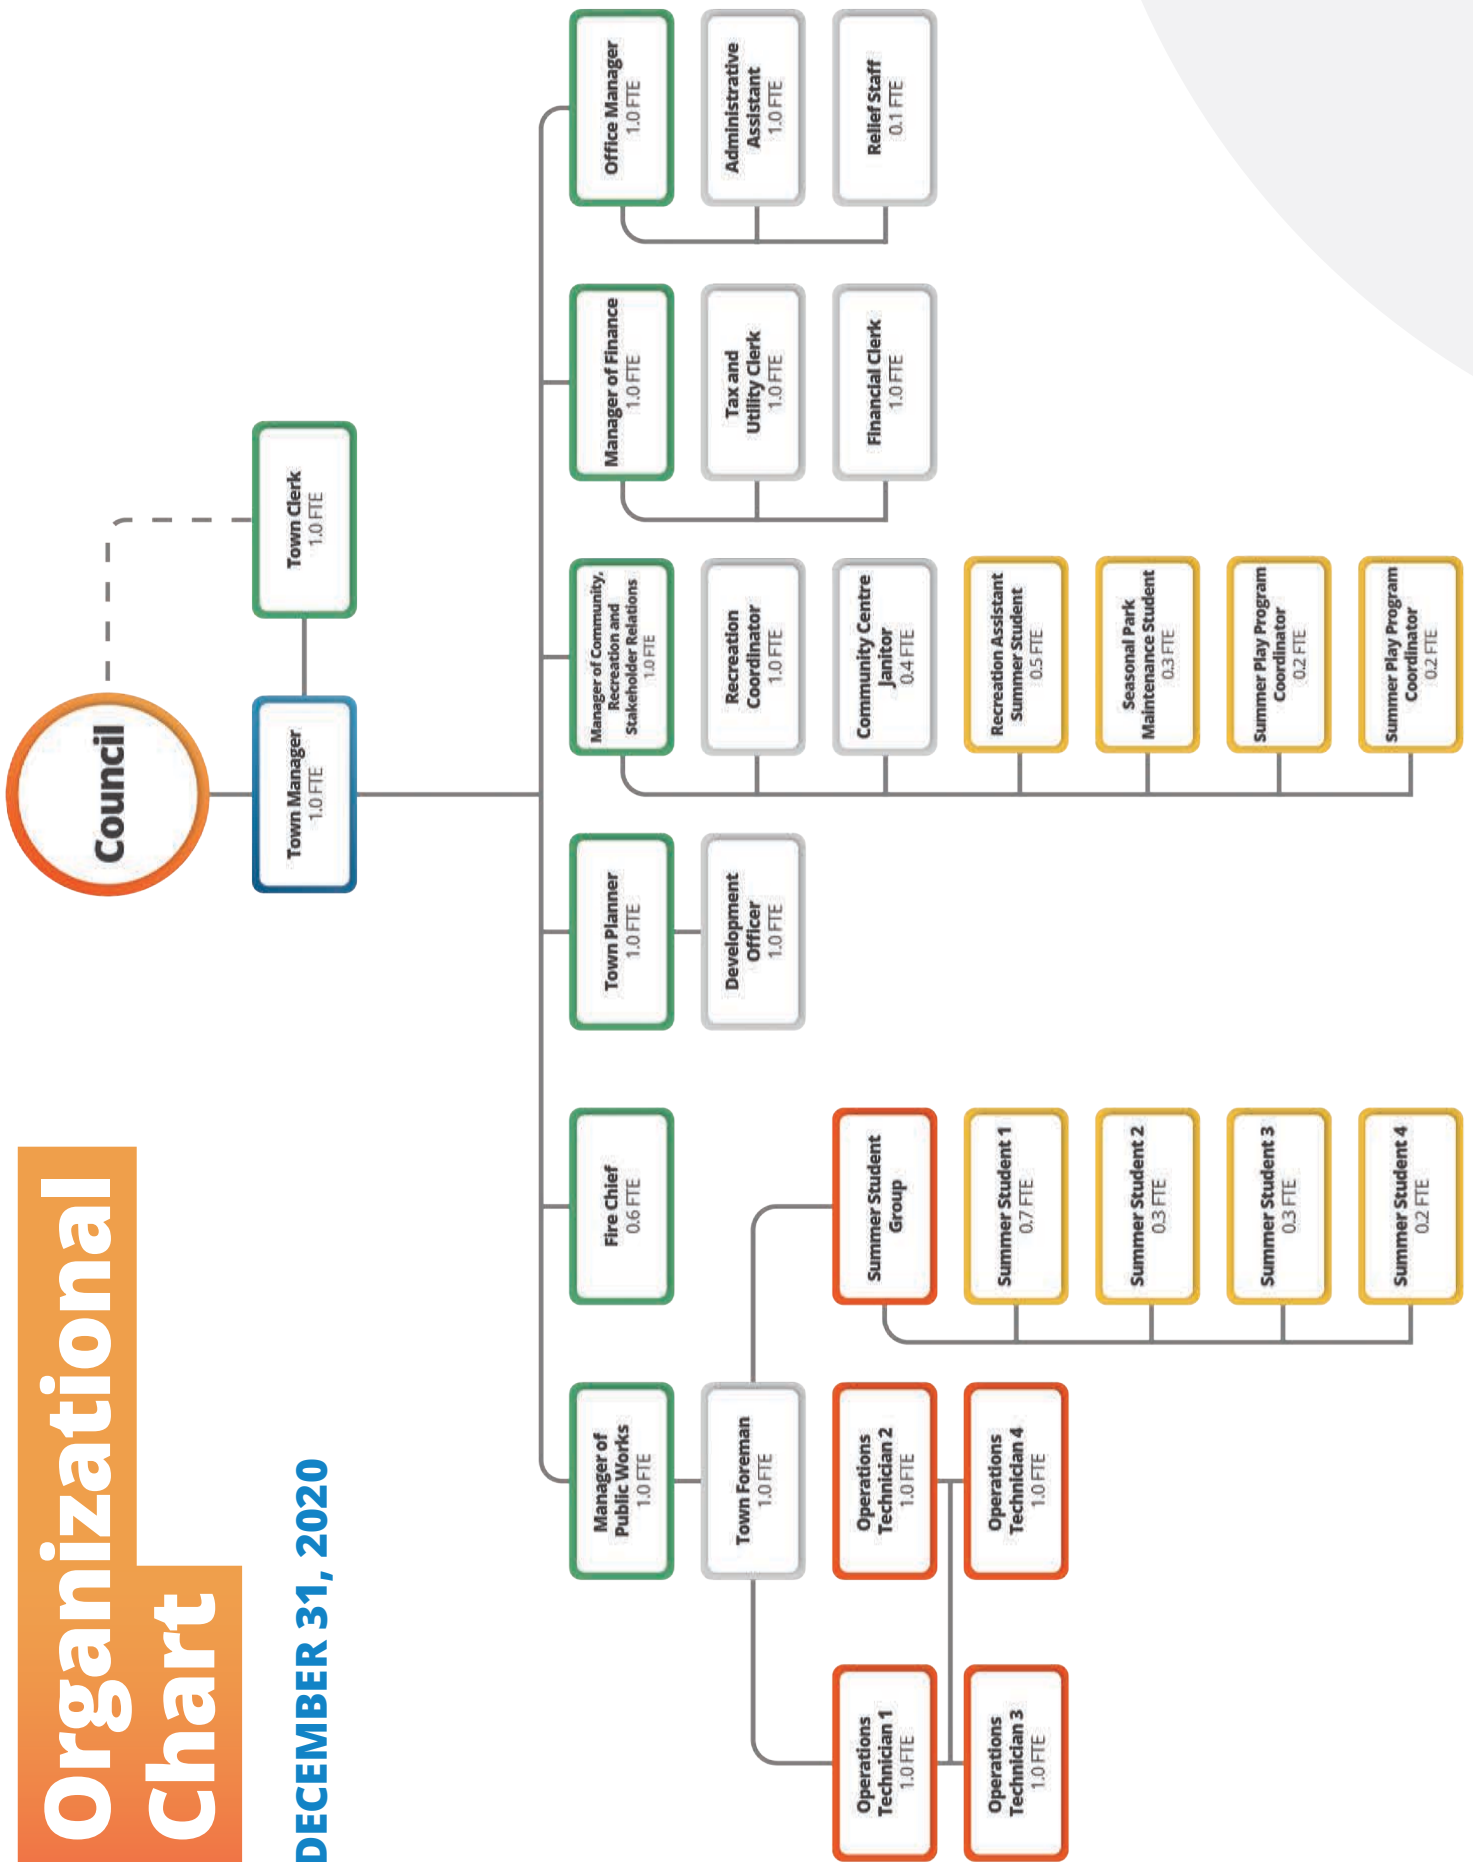 Organizational
Chart
DECEMBER 31, 2020
Council
Town Manager
1.0 FTE
Town Clerk
1.0 FTE
Manager of
Public Works
1.0 FTE
Town Foreman
1.0 FTE
Operations
Technician 1
1.0 FTE
Operations
Technician 2
1.0 FTE
Operations
Technician 3
1.0 FTE
Operations
Technician 4
1.0 FTE
Fire Chief
0.6 FTE
Summer Student
Group
Summer Student 1
0.7 FTE
Summer Student 2
0.3 FTE
Summer Student 3
0.3 FTE
Summer Student 4
0.2 FTE
Town Planner
1.0 FTE
Development
Officer
1.0 FTE
Manager of Community,
Recreation and
Stakeholder Relations
1.0 FTE
Recreation
Coordinator
1.0 FTE
Community Centre
Janitor
0.4 FTE
Recreation Assistant
Summer Student
0.5 FTE
Seasonal Park
Maintenance Student
0.3 FTE
Summer Play Program
Coordinator
0.2 FTE
Summer Play Program
Coordinator
0.2 FTE
Manager of Finance
1.0 FTE
Tax and
Utility Clerk
1.0 FTE
Financial Clerk
1.0 FTE
Office Manager
1.0 FTE
Administrative
Assistant
1.0 FTE
Relief Staff
0.1 FTE